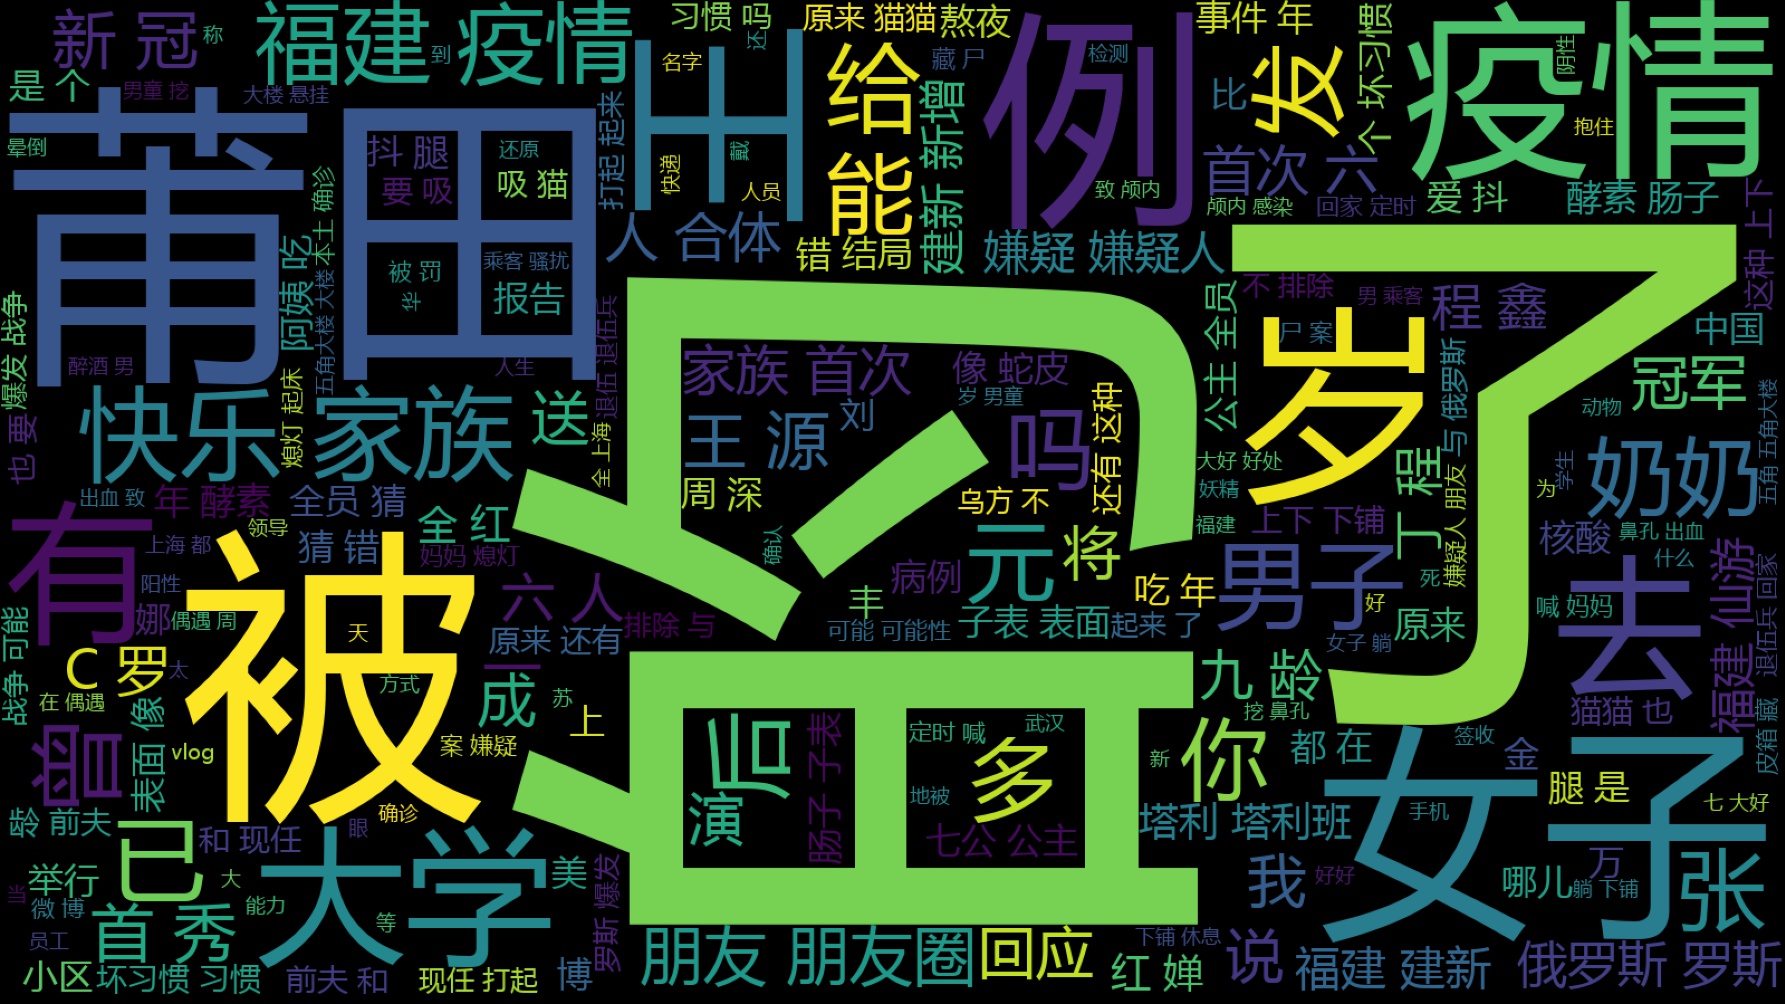 新 冠
称
福建 疫情
到
习惯 吗
还
原来 猫猫
熬夜
事件 年
个 坏习惯
疫情
阴性
抱住
是 个
男童 挖
大楼 悬挂
名字
给
藏 尸
例
检测
比
发
莆田
晕倒
抖 腿
要 吸
还原
吸 猫
被 罚
华
乘客 骚扰
报告
打起 起来
快递
戴
人员
能
建新 新增
致 颅内
首次 六
颅内 感染
回家 定时
爱 抖
酵素 肠子
这种 上下
人 合体
错 结局
嫌疑 嫌疑人
了
本土 确诊
阿姨 吃
五角大楼 大楼
爆发 战争
醉酒 男
人生
退伍 退伍兵
不 排除
男 乘客
程 鑫
中国
公主 全员
尸 案
岁
与 俄罗斯
冠军
动物
五角 五角大楼
快乐 家族
熄灯 起床
送
全 上海
家族 首次
像 蛇皮
岁 男童
王 源
刘
吗
还有 这种
大好 好处
妖精
丁 程
奶奶
学生
为
也 要
出血 致
年 酵素
全员 猜
周 深
乌方 不
福建
上下 下铺
嫌疑人 朋友
核酸
鼻孔 出血
什么
有
领导
猜 错
全 红
上海 都
妈妈 熄灯
确认
元
将
男子
死
阳性
被
病例
吃 年
好
原来
去
喊 妈妈
福建 仙游
退伍兵 回家
战争 可能
娜
偶遇 周
天
六 人
丰
排除 与
原来 还有
可能 可能性
子表 表面
起来 了
女子 躺
C 罗
太
在 偶遇
方式
成
苏
上
九 龄
挖 鼻孔
猫猫 也
皮箱 藏
曾
表面 像
vlog
案 嫌疑
演
后
肠子 子表
定时 喊
武汉
多
地被
七公 公主
新
你
都 在
签收
金
腿 是
七 大好
龄 前夫
已
和 现任
眼
确诊
塔利 塔利班
女子
手机
举行
大
当
微 博
员工
首 秀
能力
大学
等
美
罗斯 爆发
我
好好
哪儿
万
躺 下铺
张
小区
坏习惯 习惯
前夫 和
现任 打起
博
朋友 朋友圈
回应
下铺 休息
红 婵
说
福建 建新
俄罗斯 罗斯